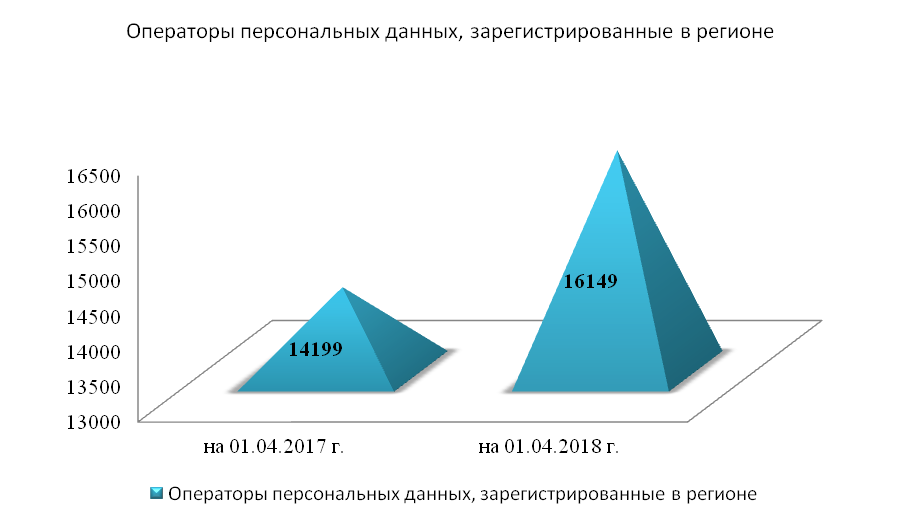 Операторы персональных данных, зарегистрированные в регионе
16500
16000
15500
15000
14500
14000
13500
13000
14199
16149
на 01.04.2017 г.
на 01.04.2018 г.
Операторы персональных данных, зарегистрированные в регионе